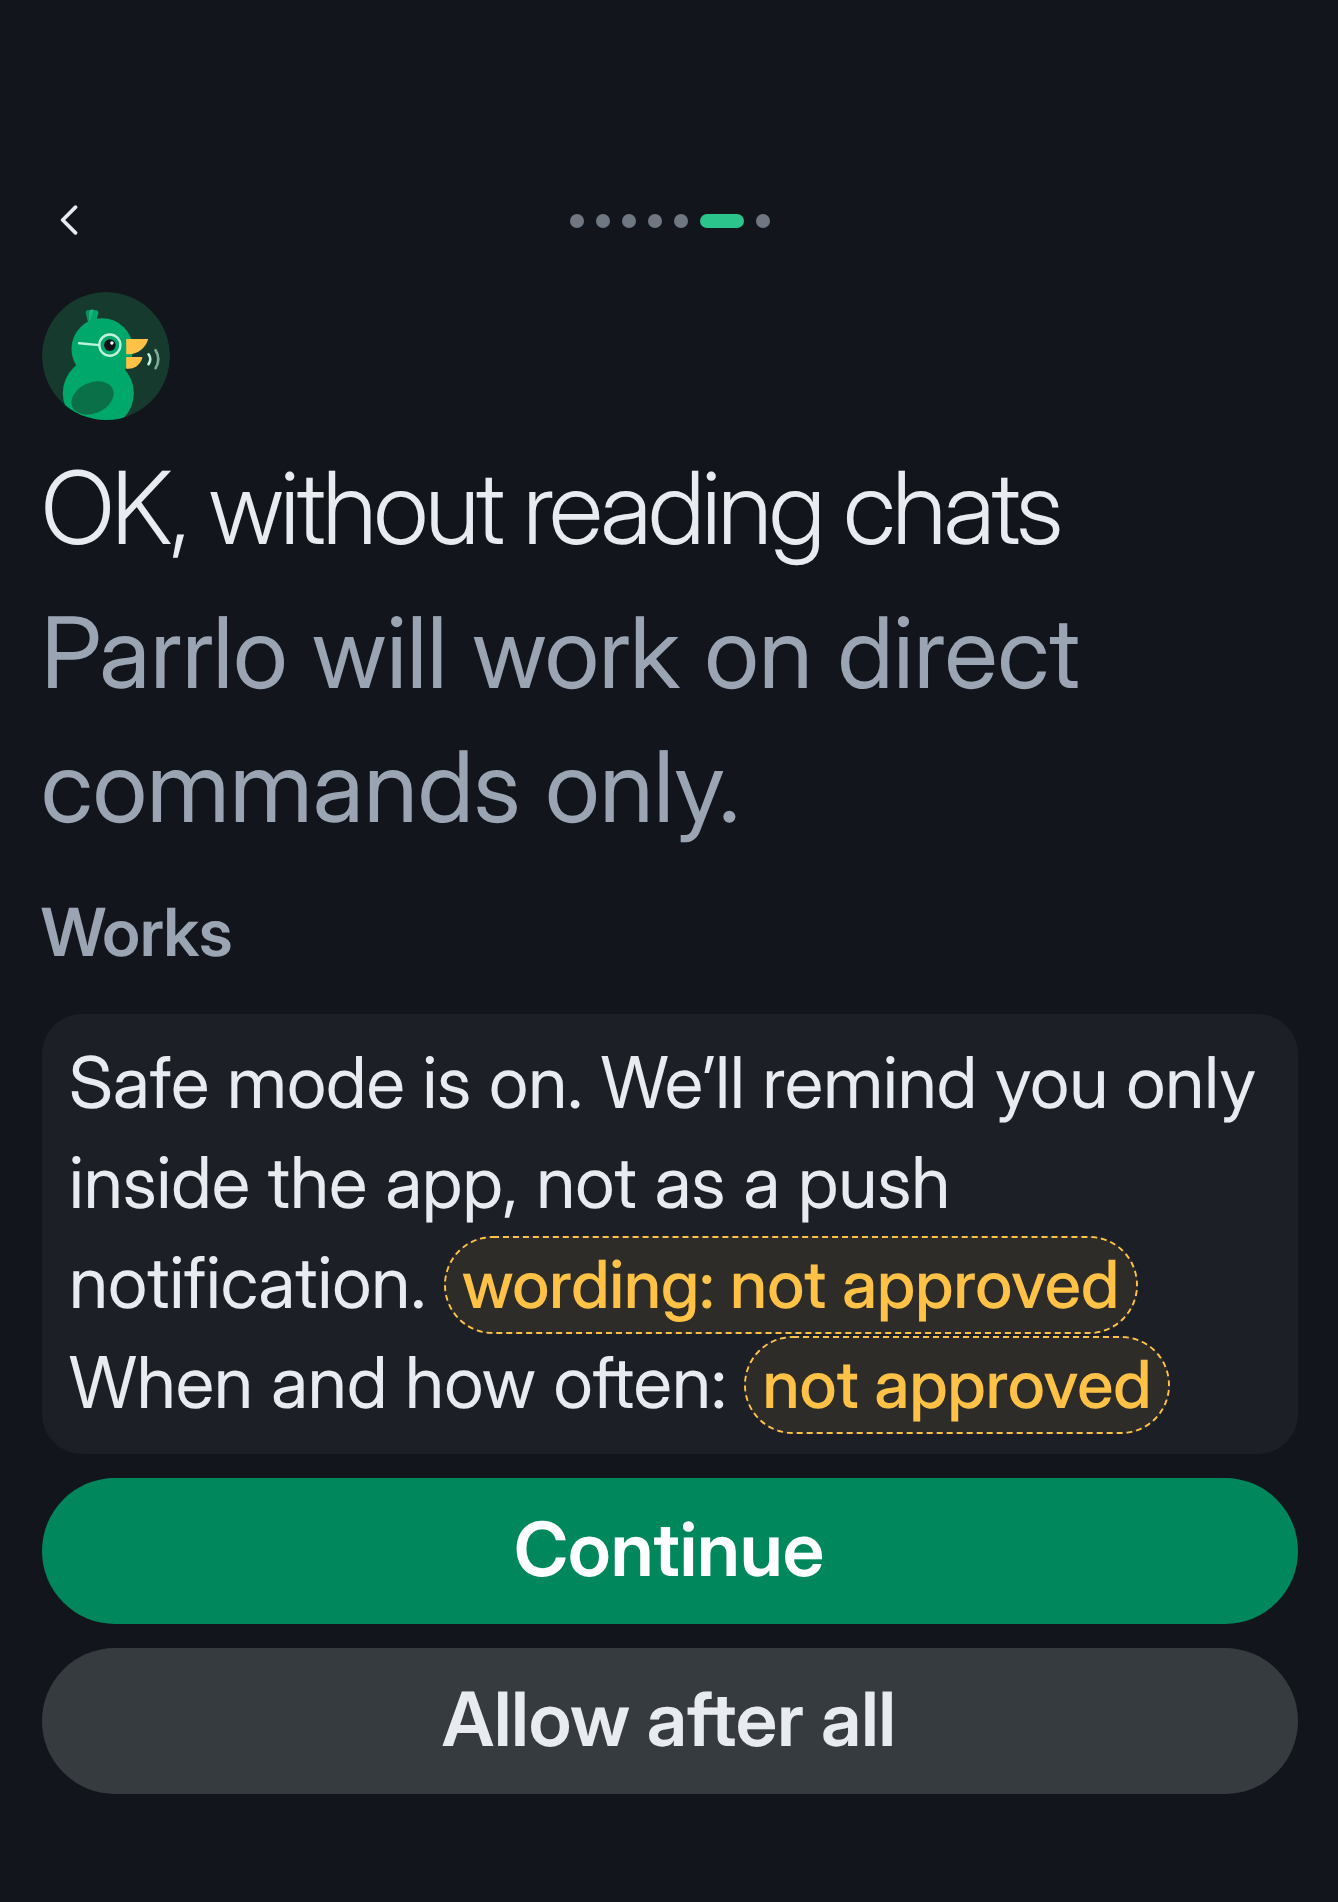 OK, without reading chats
Parrlo will work on direct
commands only.
Works
Safe mode is on. We’ll remind you only
inside the app, not as a push
notification. wording: not approved
When and how often: not approved
Continue
Allow after all